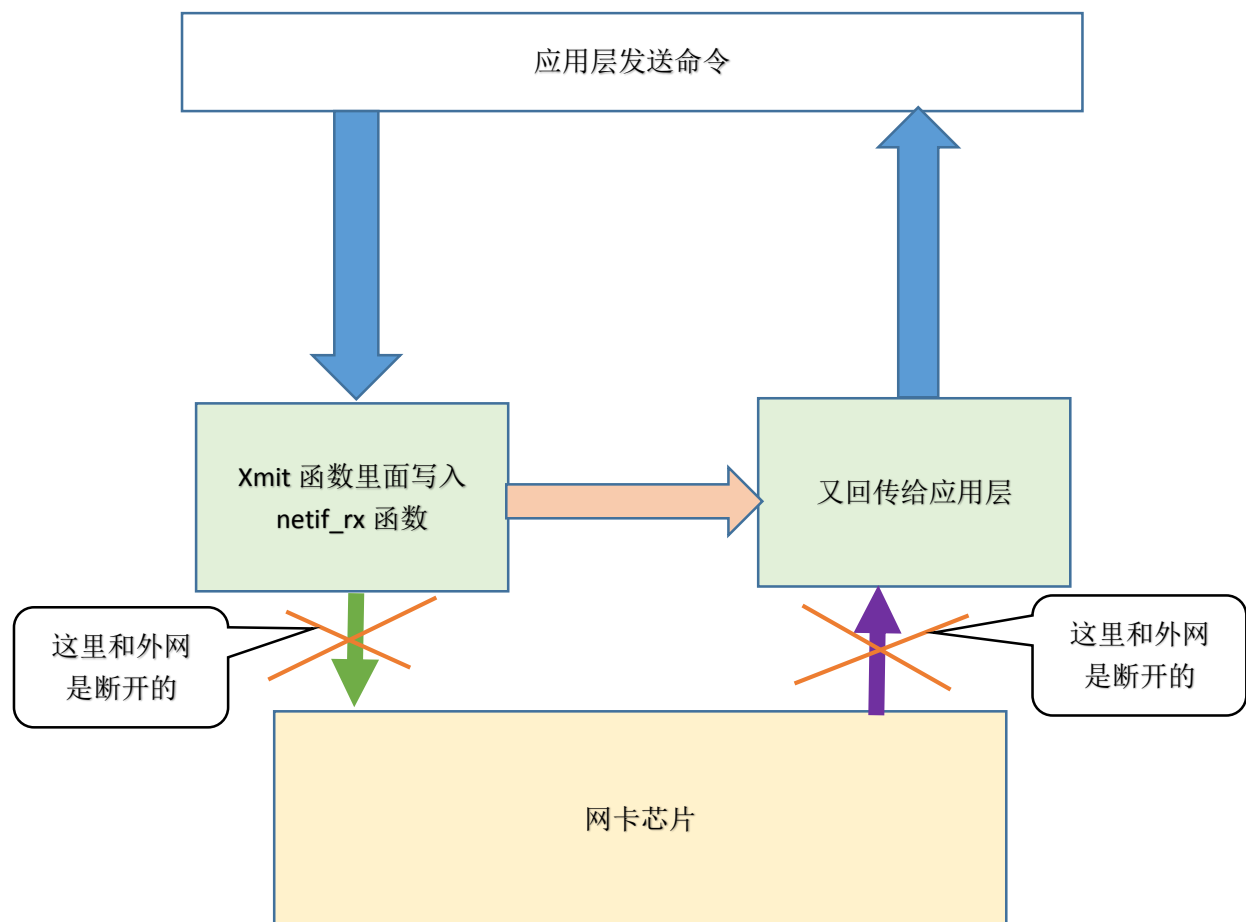 应用层发送命令
Xmit 函数里面写入
netif_rx 函数
又回传给应用层
这里和外网
是断开的
这里和外网
是断开的
网卡芯片